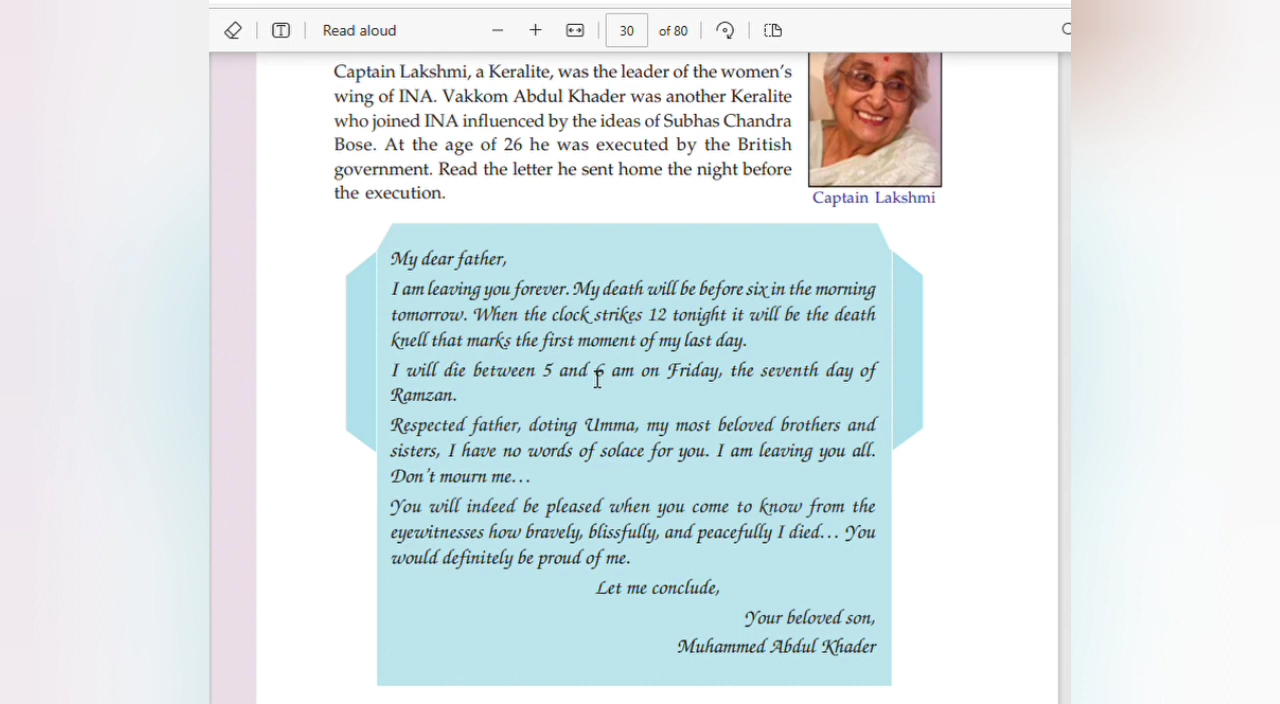 Read aloud
30
of 80
Captain Lakshmi, a Keralite, was the leader of the women's
wing of INA. Vakkom Abdul Khader was another Keralite
who joined INA influenced by the ideas of Subhas Chandra
Bose. At the age of 26 he was executed by the British
government. Read the letter he sent home the night before
the execution.
Captain Lakshmi
My dear father,
I am leaving you forever. My death will be before six in the morning
tomorrow. When the clock strikes 12 tonight it will be the death
knell that marks the first moment of my last day.
I will die between 5 and 6 am on Friday, the seventh day of
Ramzan.
Respected father, doting Umma, my most beloved brothers and
sisters, I have no words of solace for you. I am leaving you all.
Don't mourn me...
You will indeed be pleased when you come to know from the
eyewitnesses how bravely, blissfully, and peacefully I died... You
would definitely be proud of me.
Let me conclude,
Your beloved son,
Muhammed Abdul Khader